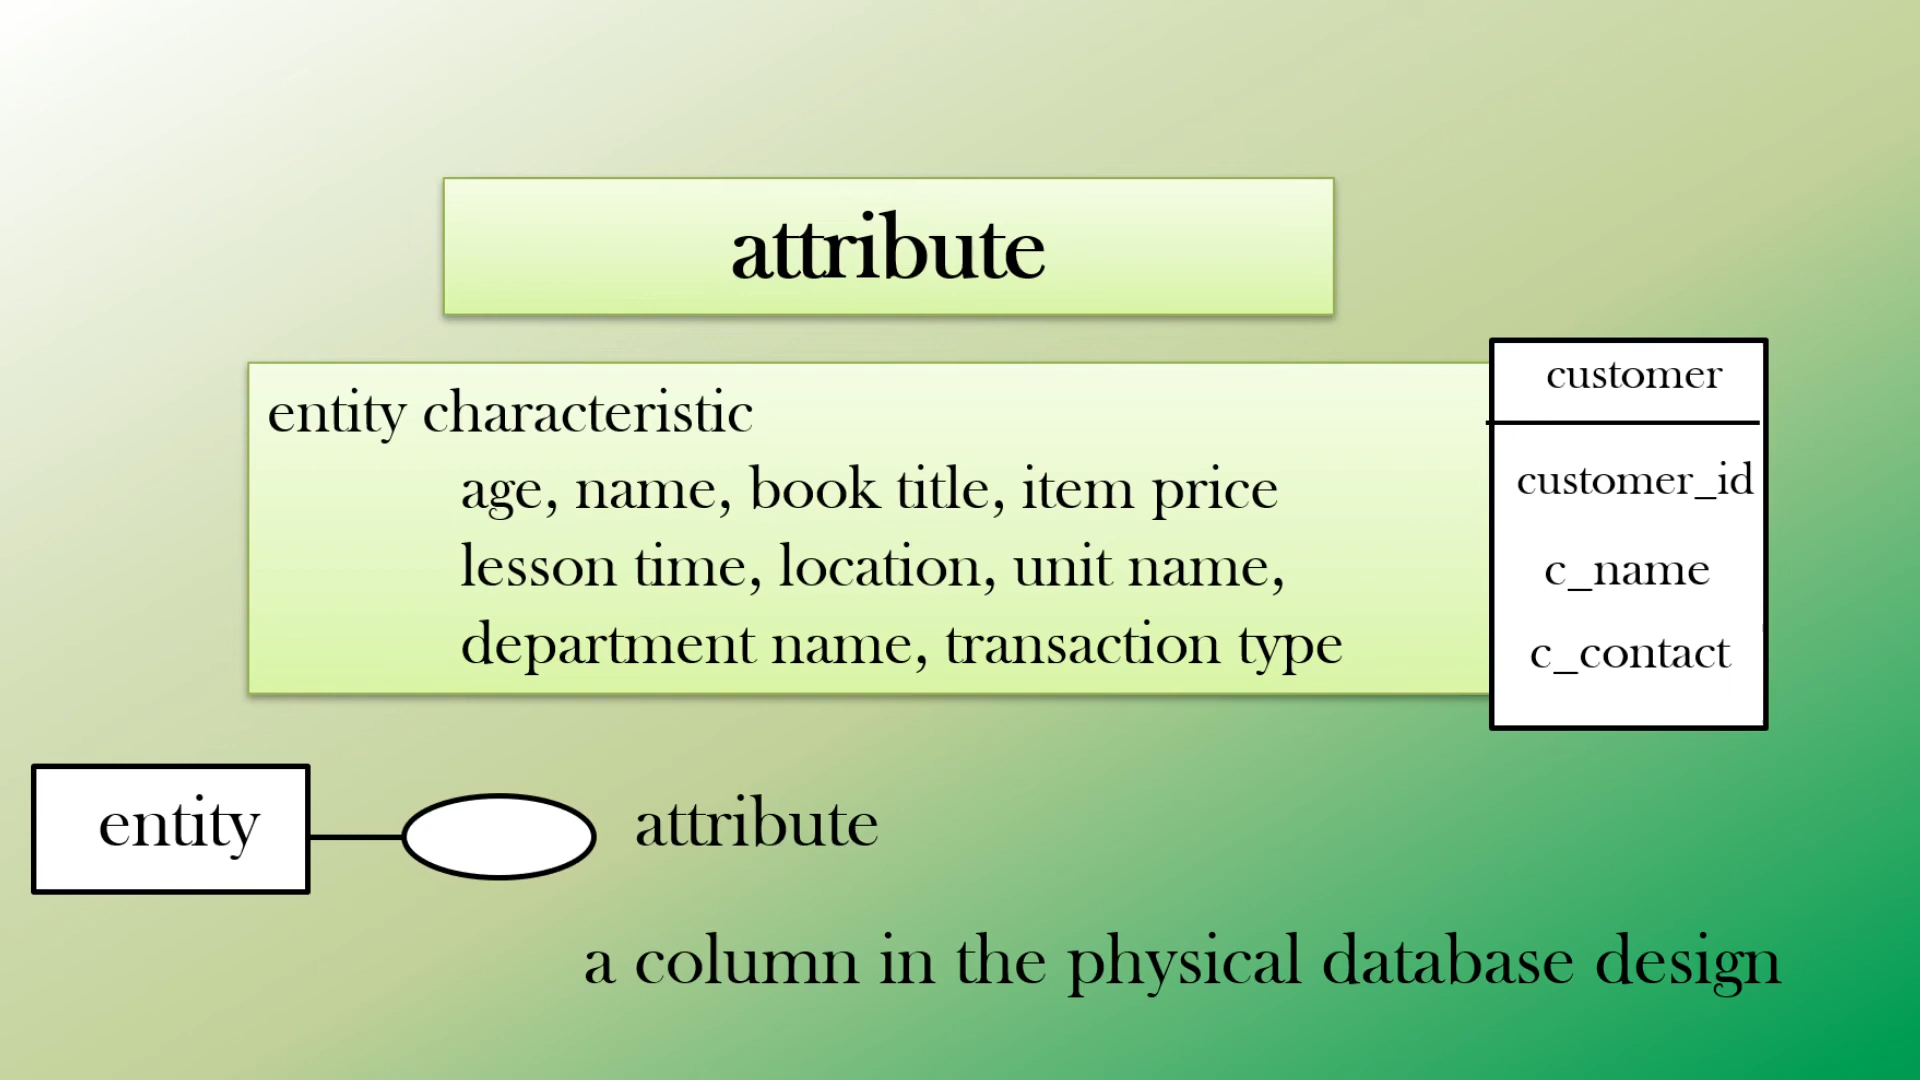 attribute
entity characteristic
age, name, book title, item price
lesson time, location, unit name,
department name, transaction type
customer
customer_id
c_name
c_contact
entity
attribute
a column in the physical database design